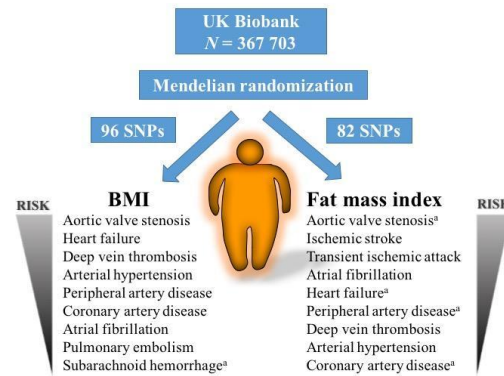 UK Biobank
N = 367 703
Mendelian randomization
96 SNPs
82 SNPs
RISK
BMI
Aortic valve stenosis
Heart failure
Deep vein thrombosis
Arterial hypertension
Peripheral artery disease
Coronary artery disease
Atrial fibrillation
Pulmonary embolism
Subarachnoid hemorrhageᵃ
Fat mass index
Aortic valve stenosisᵃ
Ischemic stroke
Transient ischemic attack
Atrial fibrillation
Heart failureᵃ
Peripheral artery diseaseᵃ
Deep vein thrombosis
Arterial hypertension
Coronary artery diseaseᵃ
RISK